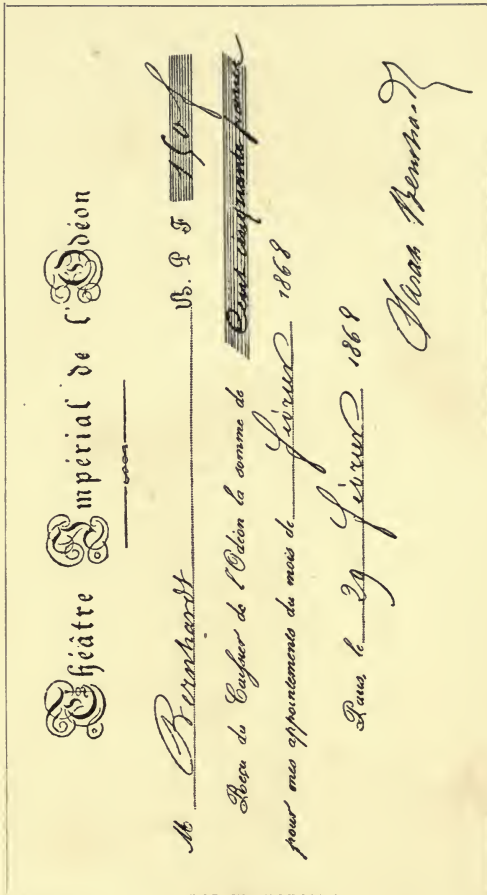 Théâtre Impérial de l'Odéon
M Bernhardt B. P. F 150 f
Reçu du Caissier de l'Odéon la somme de Cent cinquante francs
pour mes appointements du mois de Février 1868
Paris, le 29 Février 1868
Sarah Bernhardt